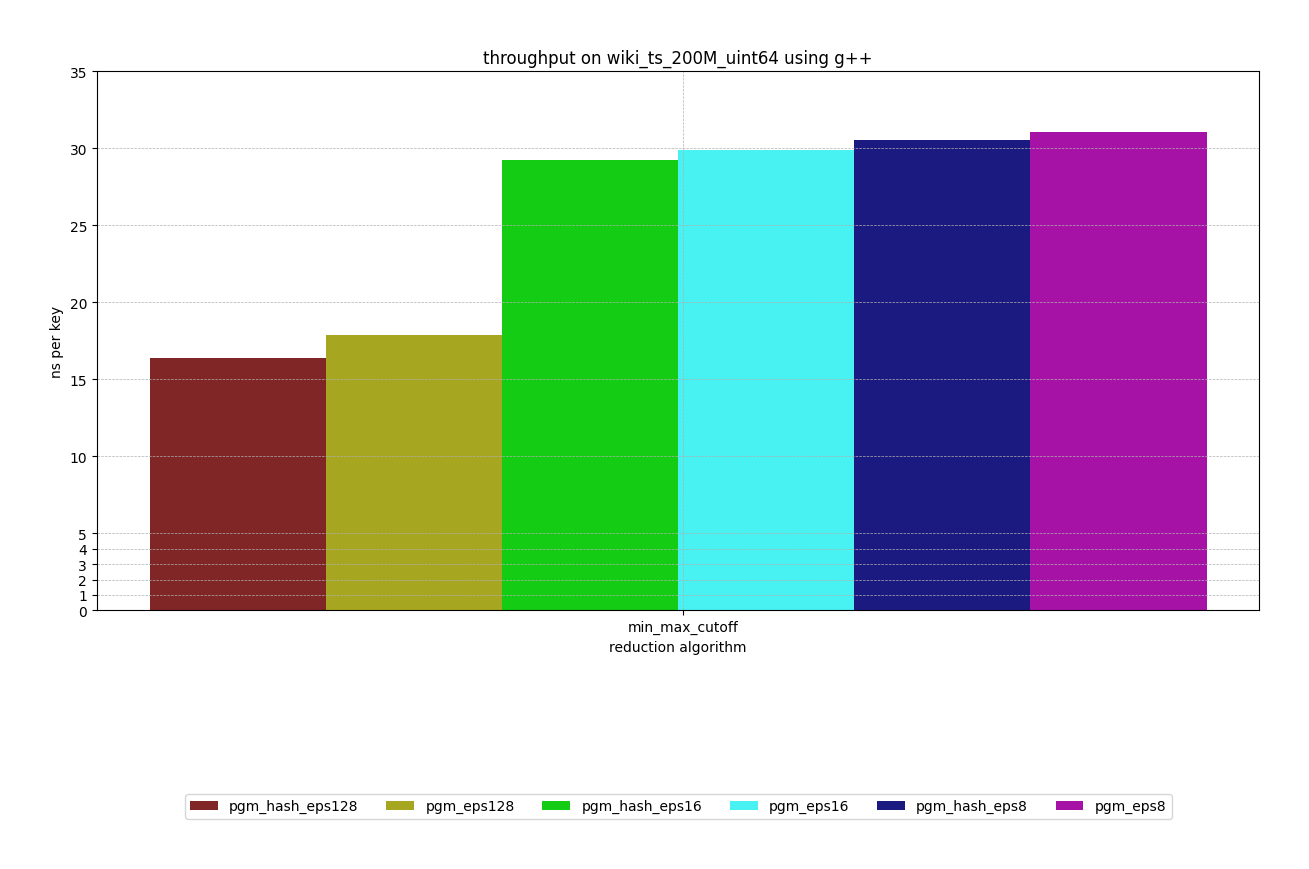 throughput on wiki_ts_200M_uint64 using g++
35
30
25
20
15
10
5
4
3
2
1
0
ns per key
min_max_cutoff
reduction algorithm
pgm_hash_eps128 pgm_eps128 pgm_hash_eps16 pgm_eps16 pgm_hash_eps8 pgm_eps8